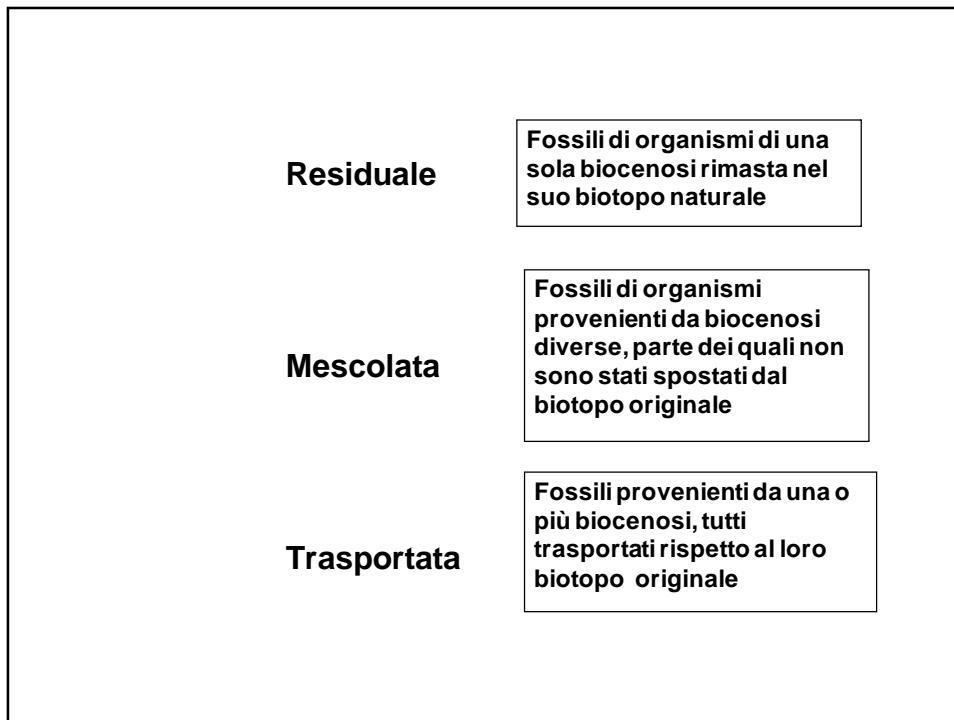 Residuale
Fossili di organismi di una
sola biocenosi rimasta nel
suo biotopo naturale
Mescolata
Fossili di organismi
provenienti da biocenosi
diverse, parte dei quali non
sono stati spostati dal
biotopo originale
Trasportata
Fossili provenienti da una o
più biocenosi, tutti
trasportati rispetto al loro
biotopo originale